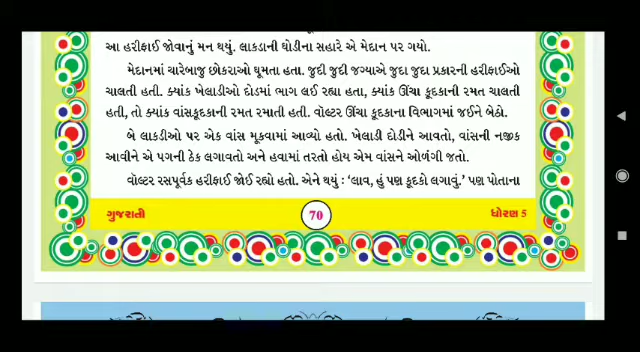 આ હરીફાઈ જોવાનું મન થયું. લાકડાની ઘોડીના સહારે એ મેદાન પર ગયો.
મેદાનમાં ચારેબાજુ છોકરાઓ ઘૂમતા હતા. જુદી જુદી જગ્યાએ જુદા જુદા પ્રકારની હરીફાઈઓ
ચાલતી હતી. ક્યાંક ખેલાડીઓ દોડમાં ભાગ લઈ રહ્યા હતા, ક્યાંક ઊંચા કૂદકાની રમત ચાલતી
હતી, તો ક્યાંક વાંસકૂદકાની રમત રમાતી હતી. વૉલ્ટર ઊંચા કૂદકાના વિભાગમાં જઈને બેઠો.
બે લાકડીઓ પર એક વાંસ મૂકવામાં આવ્યો હતો. ખેલાડી દોડીને આવતો, વાંસની નજીક
આવીને એ પગની ઠેક લગાવતો અને હવામાં તરતો હોય એમ વાંસને ઓળંગી જતો.
વૉલ્ટર રસપૂર્વક હરીફાઈ જોઈ રહ્યો હતો. એને થયું : ‘લાવ, હું પણ કૂદકો લગાવું.’ પણ પોતાના
ગુજરાતી
70
ધોરણ 5